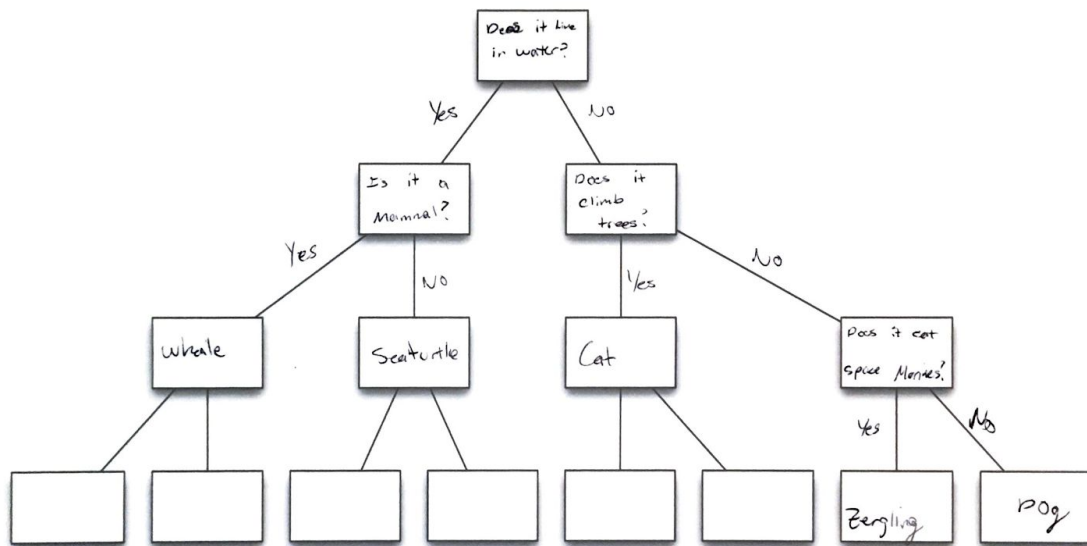 Does it live
in water?
Yes
No
Is it a
Mammal?
Does it
climb
trees?
Yes
No
Yes
No
Whale
Seaturtle
Cat
Does it eat
space Marines?
Yes
No
Zergling
Dog